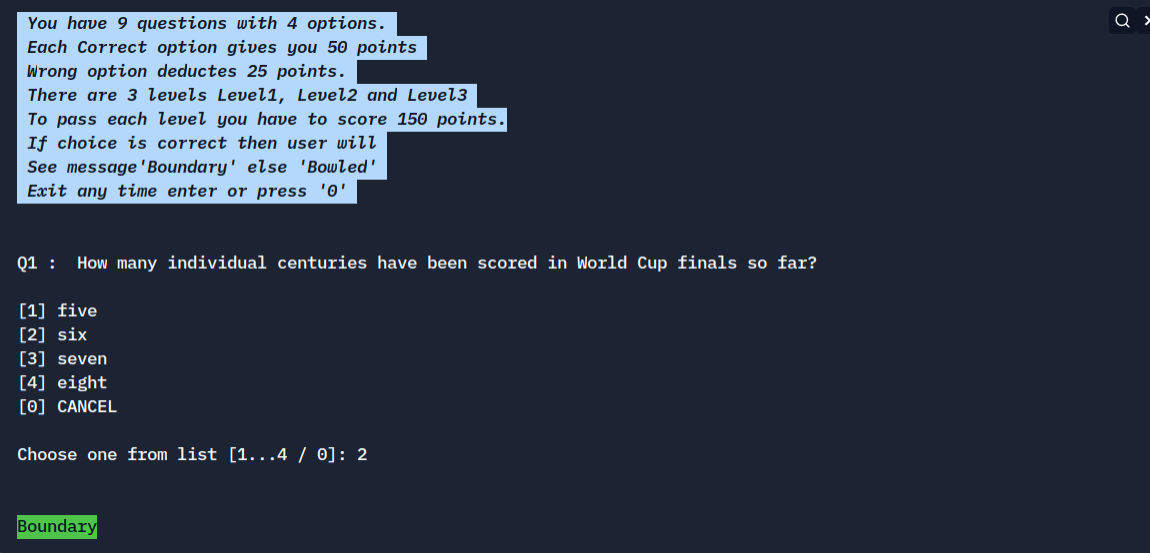 You have 9 questions with 4 options.
Each Correct option gives you 50 points
Wrong option deductes 25 points.
There are 3 levels Level1, Level2 and Level3
To pass each level you have to score 150 points.
If choice is correct then user will
See message'Boundary' else 'Bowled'
Exit any time enter or press '0'
Q1 :  How many individual centuries have been scored in World Cup finals so far?
[1] five
[2] six
[3] seven
[4] eight
[0] CANCEL
Choose one from list [1...4 / 0]: 2
Boundary